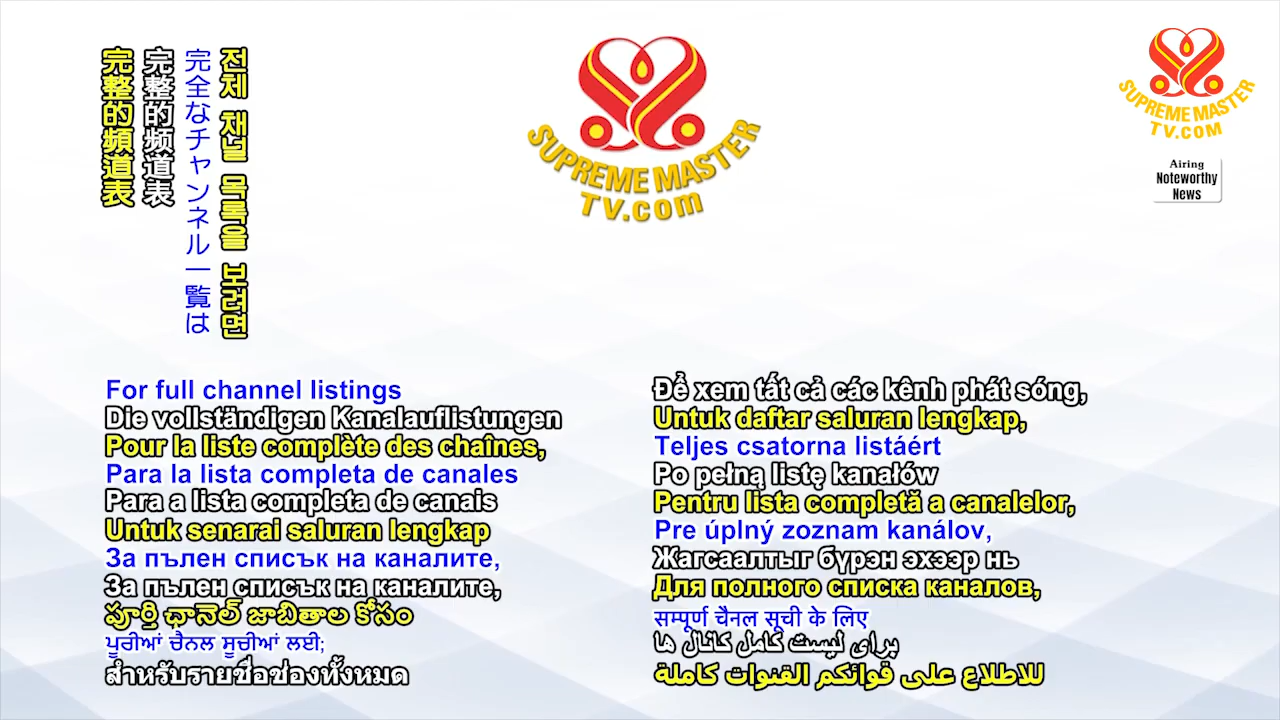 完整的頻道表
完整的频道表
完全なチャンネル一覧は
전체 채널 목록을 보려면
SUPREME MASTER
TV.com
SUPREME MASTER
TV.COM
Airing
Noteworthy
News
For full channel listings
Die vollständigen Kanalauflistungen
Pour la liste complète des chaînes,
Para la lista completa de canales
Para a lista completa de canais
Untuk senarai saluran lengkap
За пълен списък на каналите,
За пълен списък на каналите,
పూర్తి ఛానెల్ జాబితాల కోసం
ਪੂਰੀਆਂ ਚੈਨਲ ਸੂਚੀਆਂ ਲਈ;
สำหรับรายชื่อช่องทั้งหมด
Để xem tất cả các kênh phát sóng,
Untuk daftar saluran lengkap,
Teljes csatorna listáért
Po pełną listę kanałów
Pentru lista completă a canalelor,
Pre úplný zoznam kanálov,
Жагсаалтыг бүрэн эхээр нь
Для полного списка каналов,
सम्पूर्ण चैनल सूची के लिए
برای لیست کامل کانال ها
للاطلاع على قوائكم القنوات كاملة